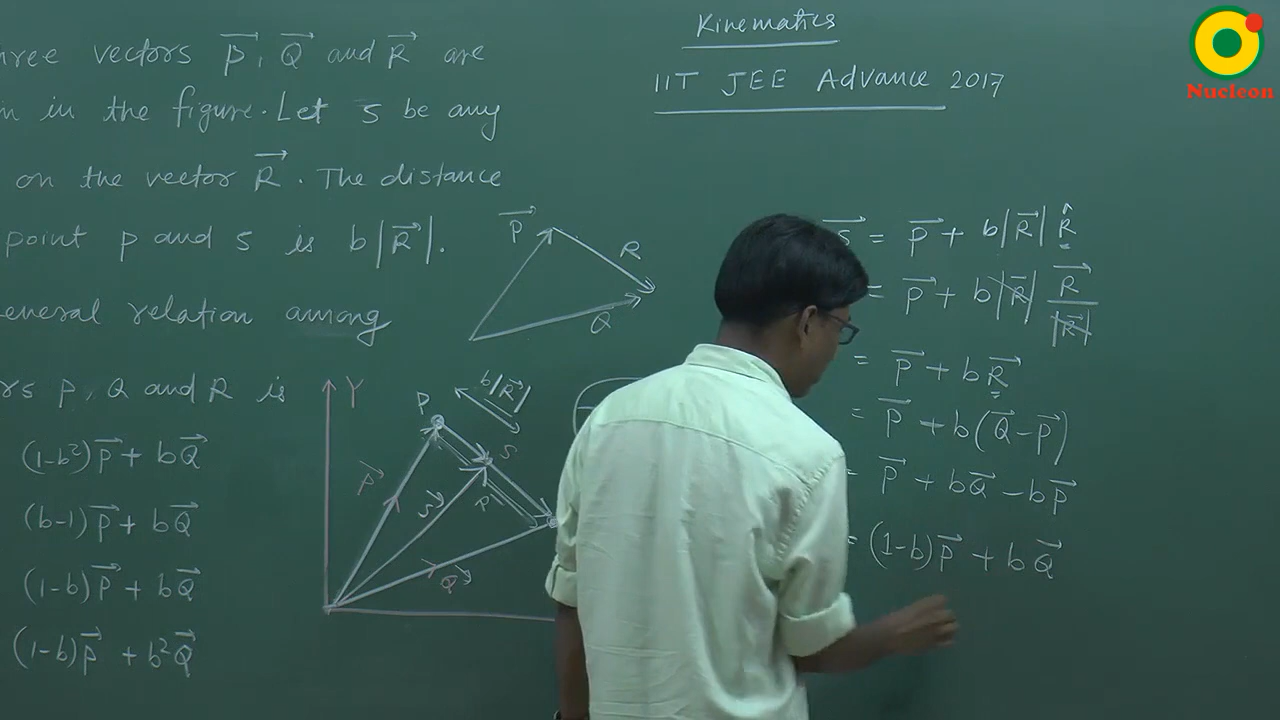 hree vectors P, Q and R are
n in the figure. Let S be any
on the vector R. The distance
point P and S is b|R|.
eneral relation among
rs P, Q and R is
(1-b²)P + bQ
(b-1)P + bQ
(1-b)P + bQ
(1-b)P + b²Q
P
R
Q
Y
P
b|R|
S
P
S
R
Q
Kinematics
IIT JEE Advance 2017
S = P + b|R| R̂
= P + b|R| R/|R|
= P + bR
= P + b(Q-P)
= P + bQ - bP
= (1-b)P + bQ
Nucleon